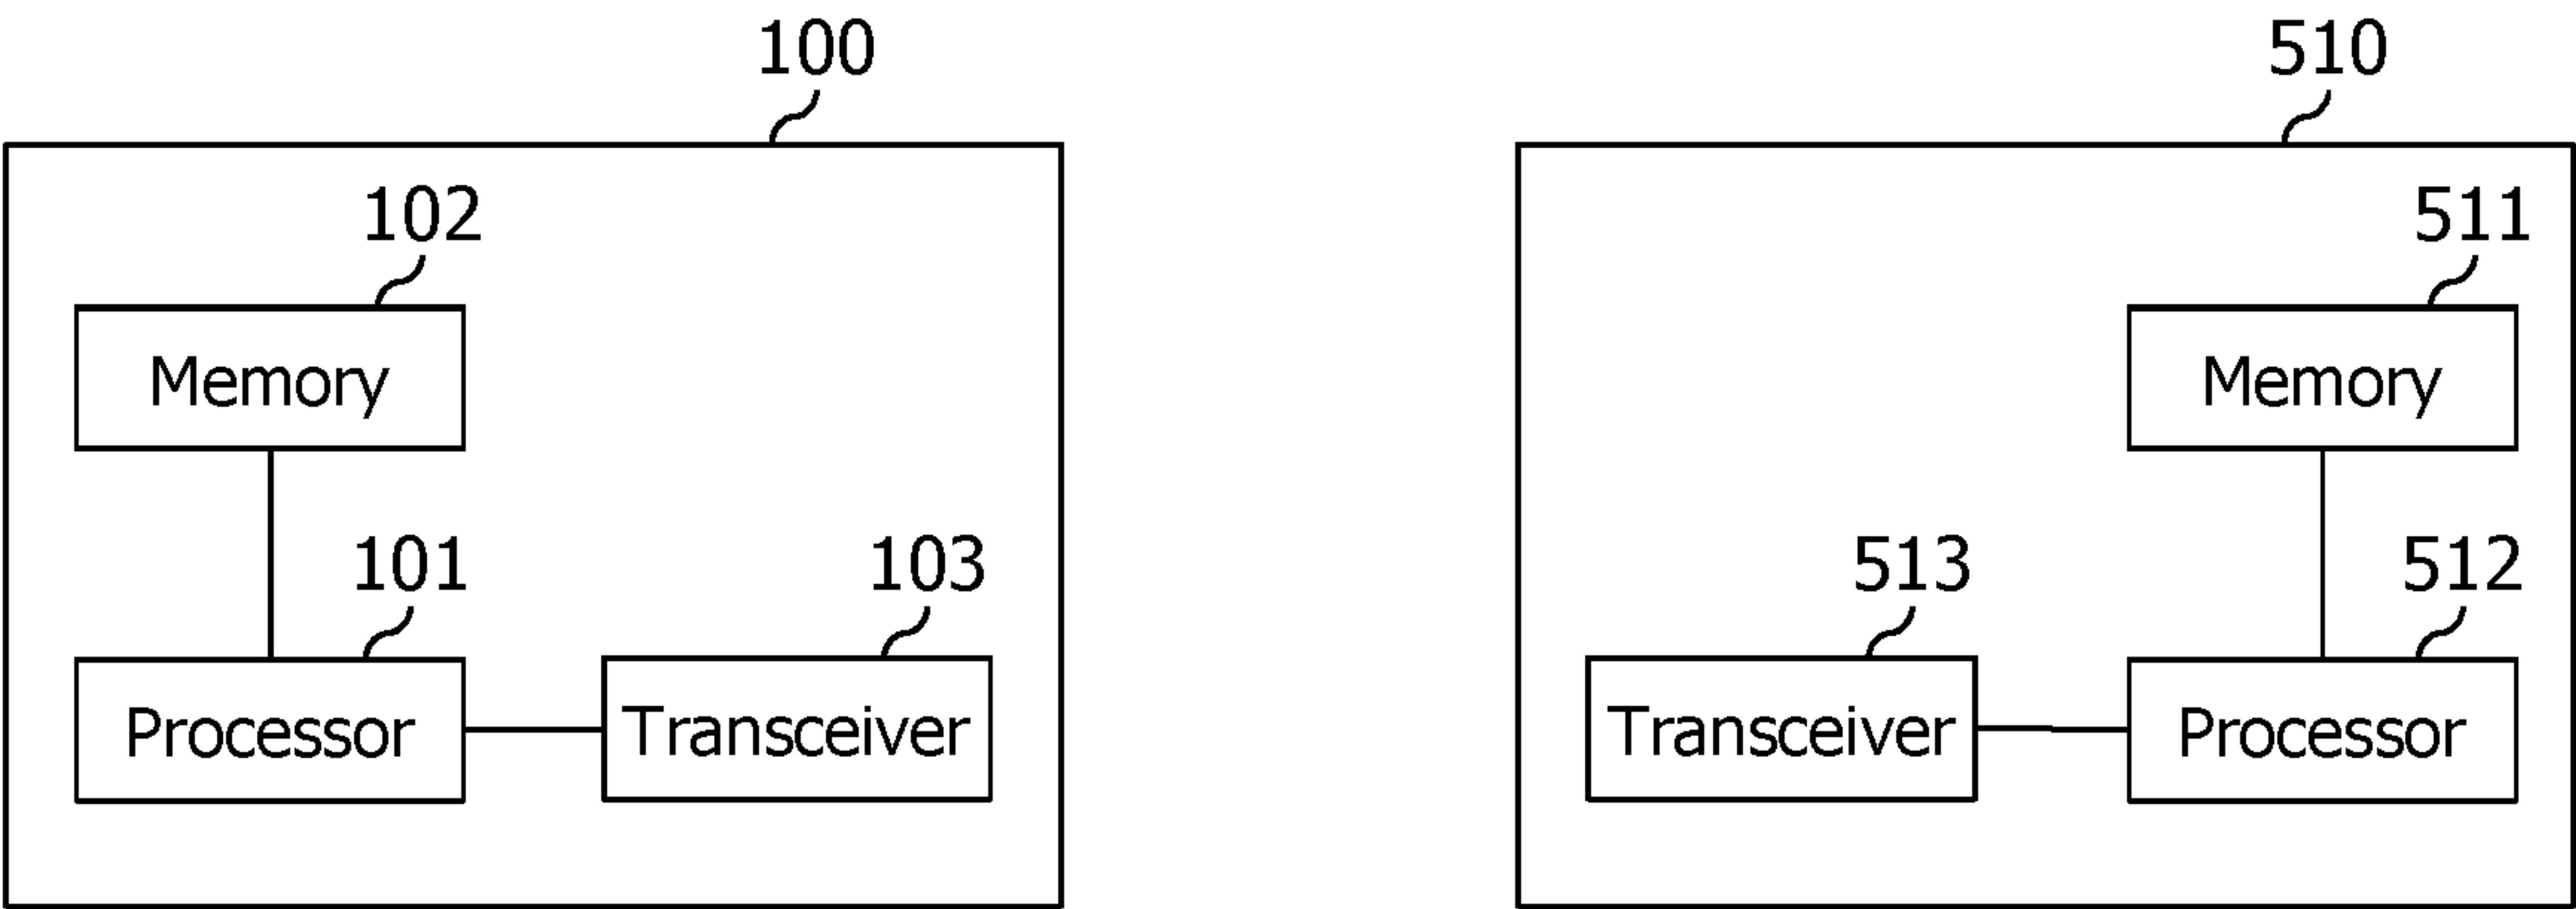 100
510
102
511
Memory
Memory
101
103
513
512
Processor
Transceiver
Transceiver
Processor